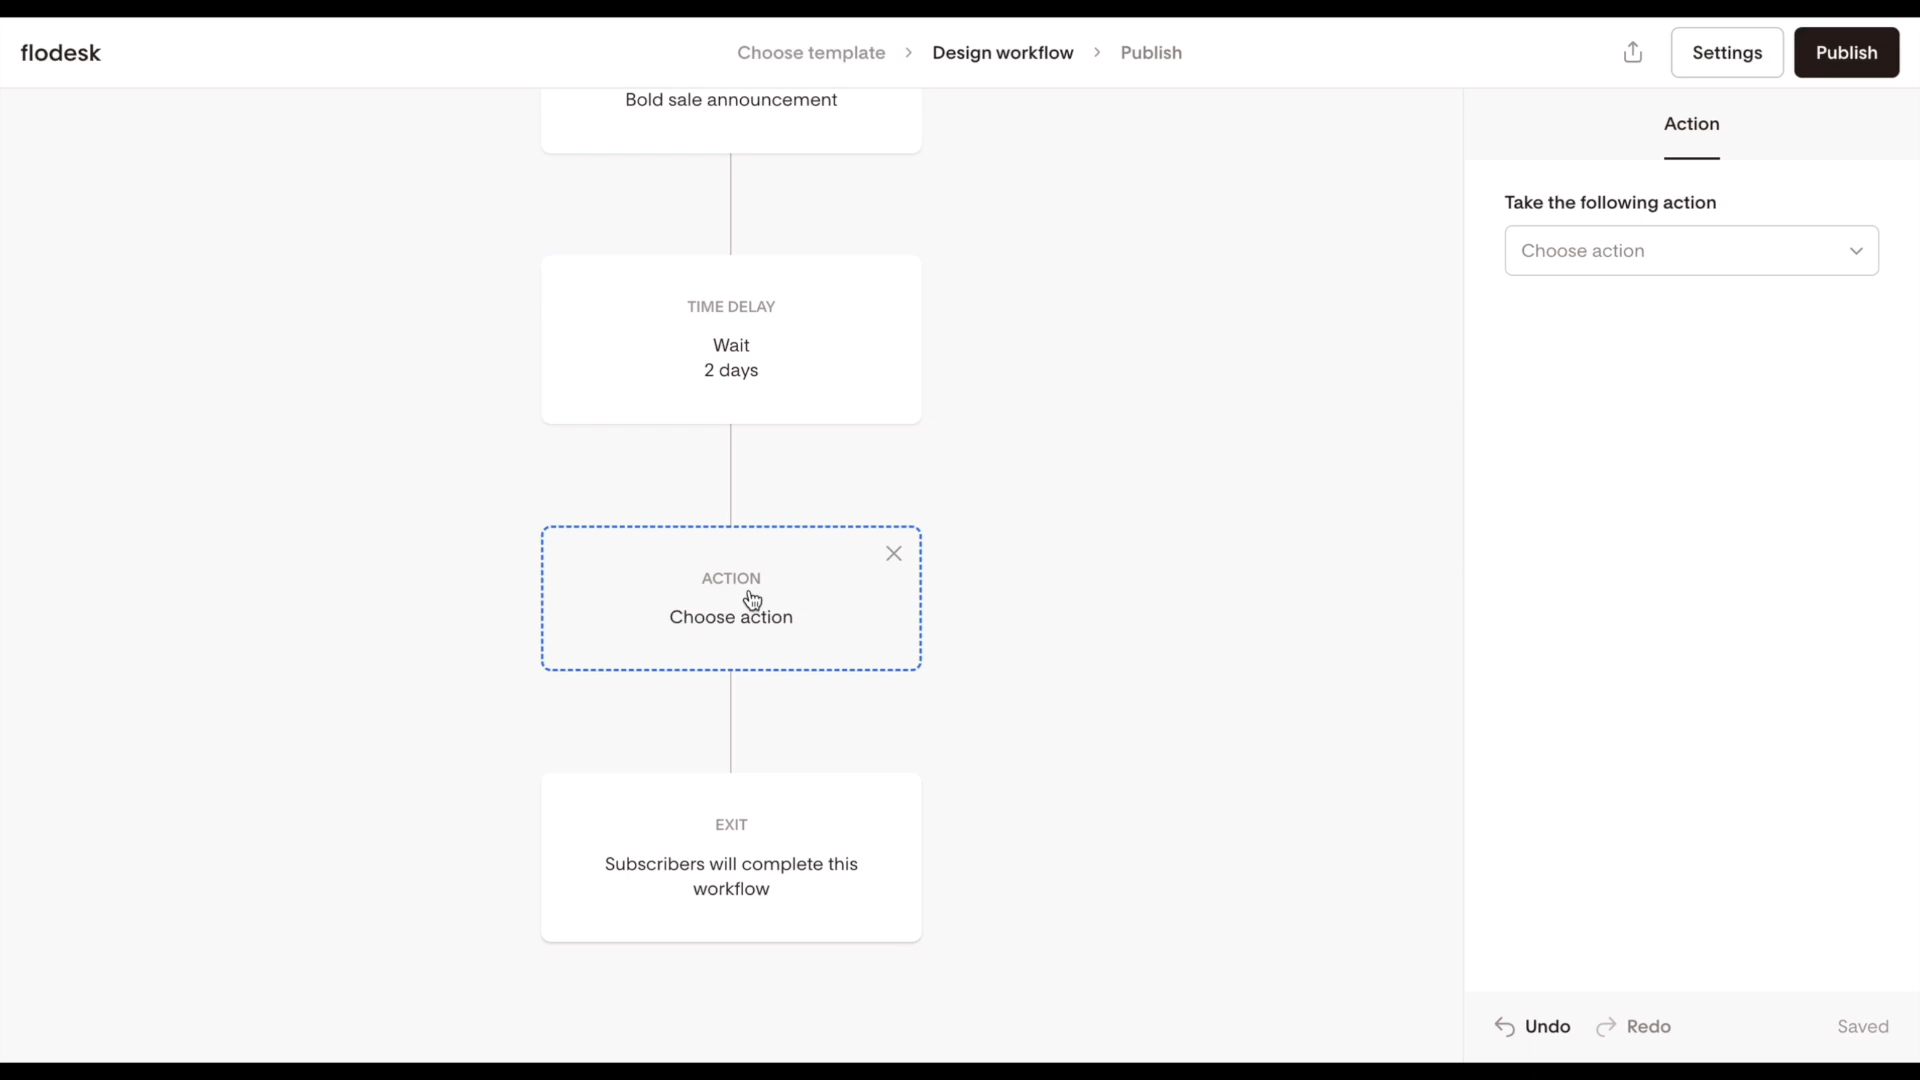 flodesk
Choose template
Design workflow
Publish
Settings
Publish
Bold sale announcement
TIME DELAY
Wait
2 days
ACTION
Choose action
EXIT
Subscribers will complete this
workflow
Action
Take the following action
Choose action
Undo
Redo
Saved